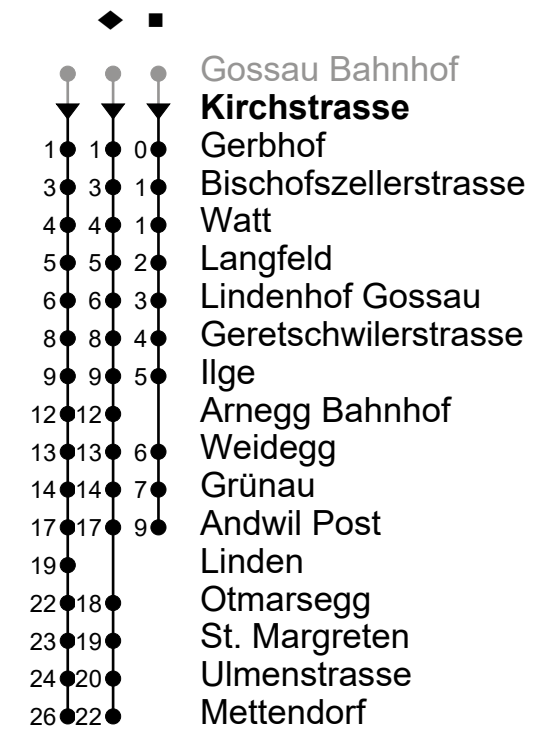 Gossau Bahnhof
Kirchstrasse
1 1 0 Gerbhof
3 3 1 Bischofszellerstrasse
4 4 1 Watt
5 5 2 Langfeld
6 6 3 Lindenhof Gossau
8 8 4 Geretschwilerstrasse
9 9 5 Ilge
12 12 Arnegg Bahnhof
13 13 6 Weidegg
14 14 7 Grünau
17 17 9 Andwil Post
19 Linden
22 18 Otmarsegg
23 19 St. Margreten
24 20 Ulmenstrasse
26 22 Mettendorf